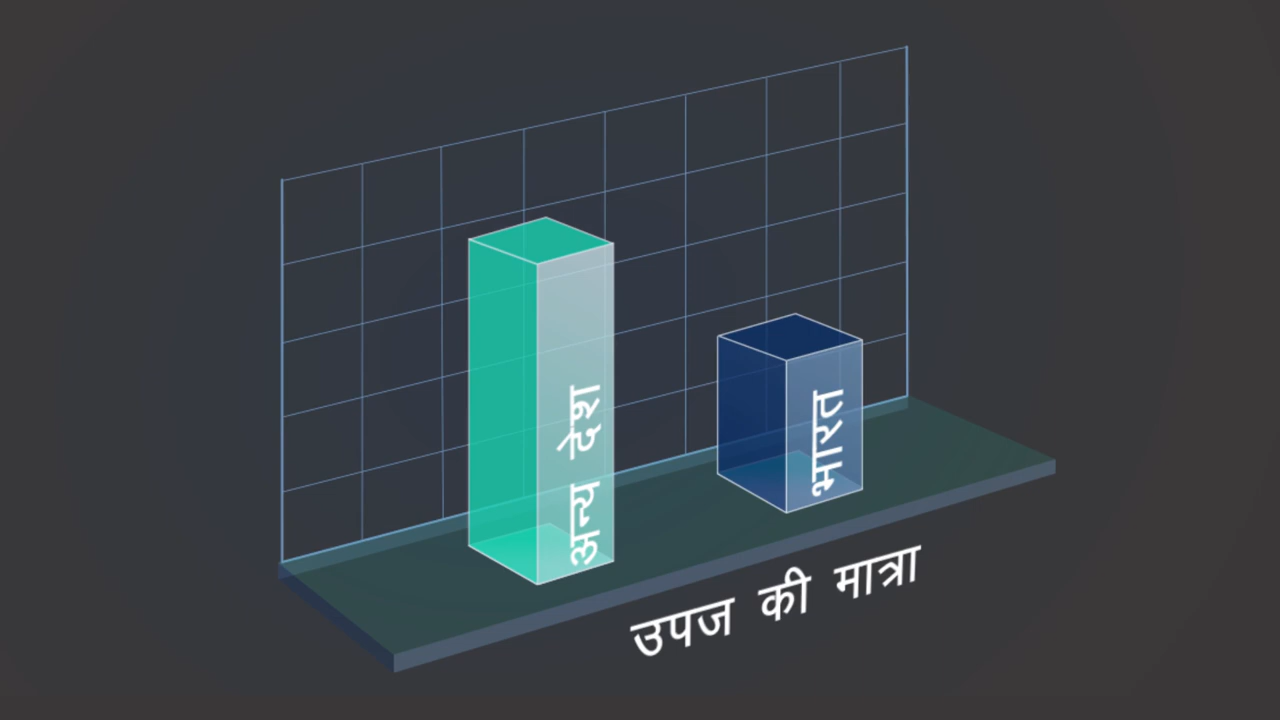 अन्य देश
भारत
उपज की मात्रा